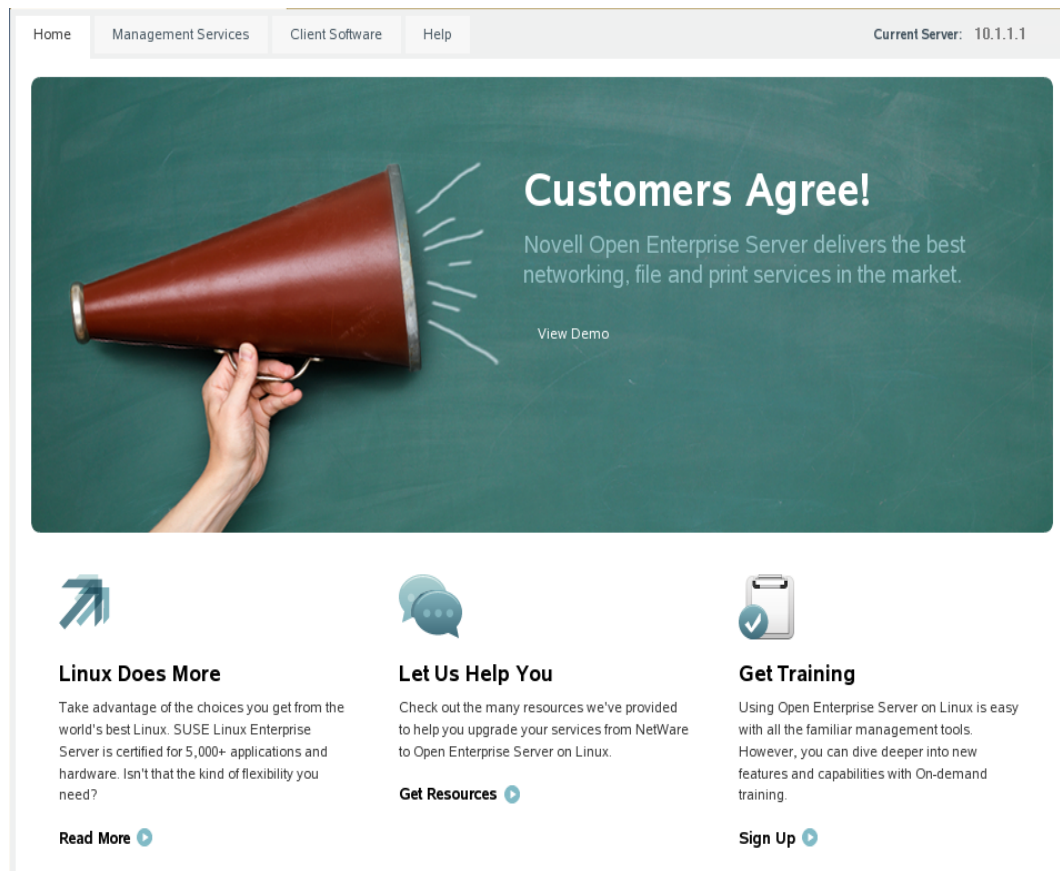 Home
Management Services
Client Software
Help
Current Server: 10.1.1.1
Customers Agree!
Novell Open Enterprise Server delivers the best
networking, file and print services in the market.
View Demo
Linux Does More
Take advantage of the choices you get from the
world's best Linux. SUSE Linux Enterprise
Server is certified for 5,000+ applications and
hardware. Isn't that the kind of flexibility you
need?
Read More
Let Us Help You
Check out the many resources we've provided
to help you upgrade your services from NetWare
to Open Enterprise Server on Linux.
Get Resources
Get Training
Using Open Enterprise Server on Linux is easy
with all the familiar management tools.
However, you can dive deeper into new
features and capabilities with On-demand
training.
Sign Up